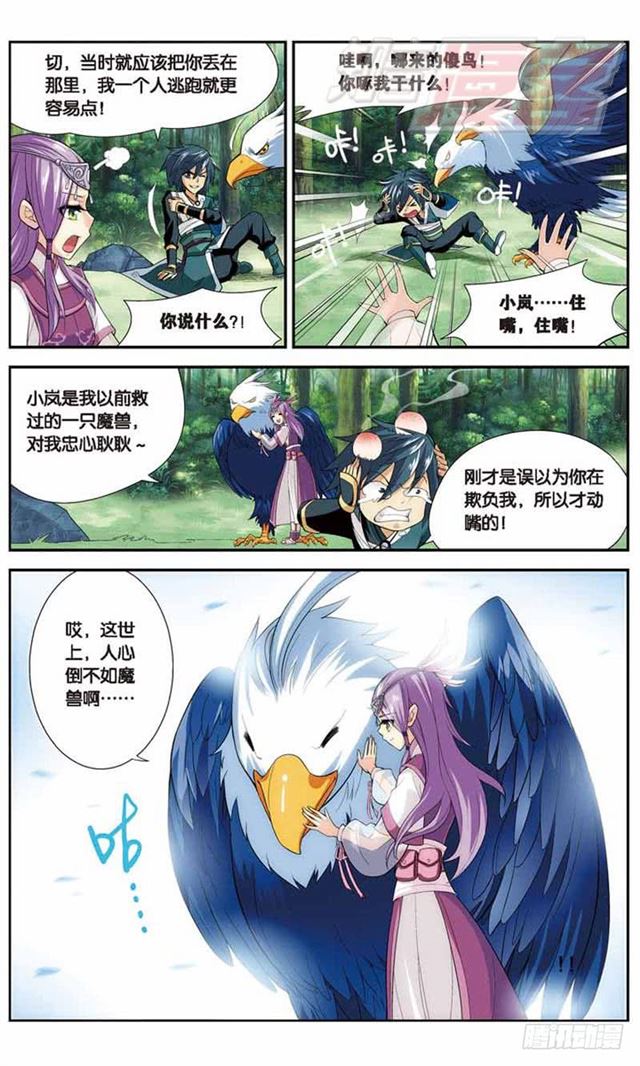 切，当时就应该把你丢在
那里，我一个人逃跑就更
容易点！
你说什么?!
哇啊，哪来的傻鸟！
你啄我干什么！
咔！
咔！
咔！
咔！
小岚……住
嘴，住嘴！
小岚是我以前救
过的一只魔兽，
对我忠心耿耿~
刚才是误以为你在
欺负我，所以才动
嘴的！
哎，这世
上，人心
倒不如魔
兽啊……
咕……
!!
腾讯动漫